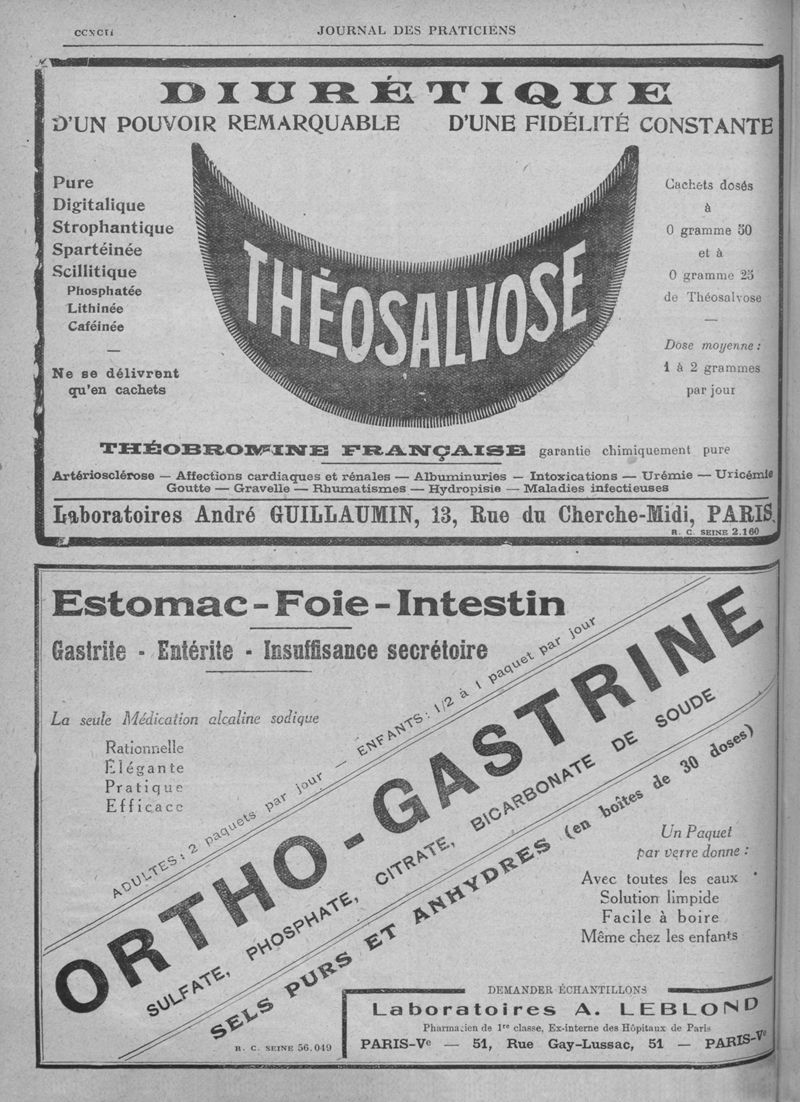 CCXCII
JOURNAL DES PRATICIENS
DIURÉTIQUE
D'UN POUVOIR REMARQUABLE D'UNE FIDÉLITÉ CONSTANTE
Pure
Digitalique
Strophantique
Spartéinée
Scillitique
Phosphatée
Lithinée
Caféinée
—
Ne se délivrent
qu'en cachets
THÉOSALVOSE
Cachets dosés
à
0 gramme 50
et à
0 gramme 25
de Théosalvose
—
Dose moyenne :
1 à 2 grammes
par jour
THÉOBROMINE FRANÇAISE garantie chimiquement pure
Artériosclérose — Affections cardiaques et rénales — Albuminuries — Intoxications — Urémie — Uricémie
Goutte — Gravelle — Rhumatismes — Hydropisie — Maladies infectieuses
Laboratoires André GUILLAUMIN, 13, Rue du Cherche-Midi, PARIS.
R. C. SEINE 2.160
Estomac-Foie-Intestin
Gastrite - Entérite - Insuffisance secrétoire
La seule Médication alcaline sodique
Rationnelle
Élégante
Pratique
Efficace
ADULTES: 2 paquets par jour — ENFANTS: 1/2 à 1 paquet par jour
ORTHO-GASTRINE
SULFATE, PHOSPHATE, CITRATE, BICARBONATE DE SOUDE
SELS PURS ET ANHYDRES (en boîtes de 30 doses)
Un Paquet
par verre donne :
Avec toutes les eaux
Solution limpide
Facile à boire
Même chez les enfants
DEMANDER ÉCHANTILLONS
Laboratoires A. LEBLOND
Pharmacien de 1re classe, Ex-interne des Hôpitaux de Paris
PARIS-Ve — 51, Rue Gay-Lussac, 51 — PARIS-Ve
R. C. SEINE 56.049